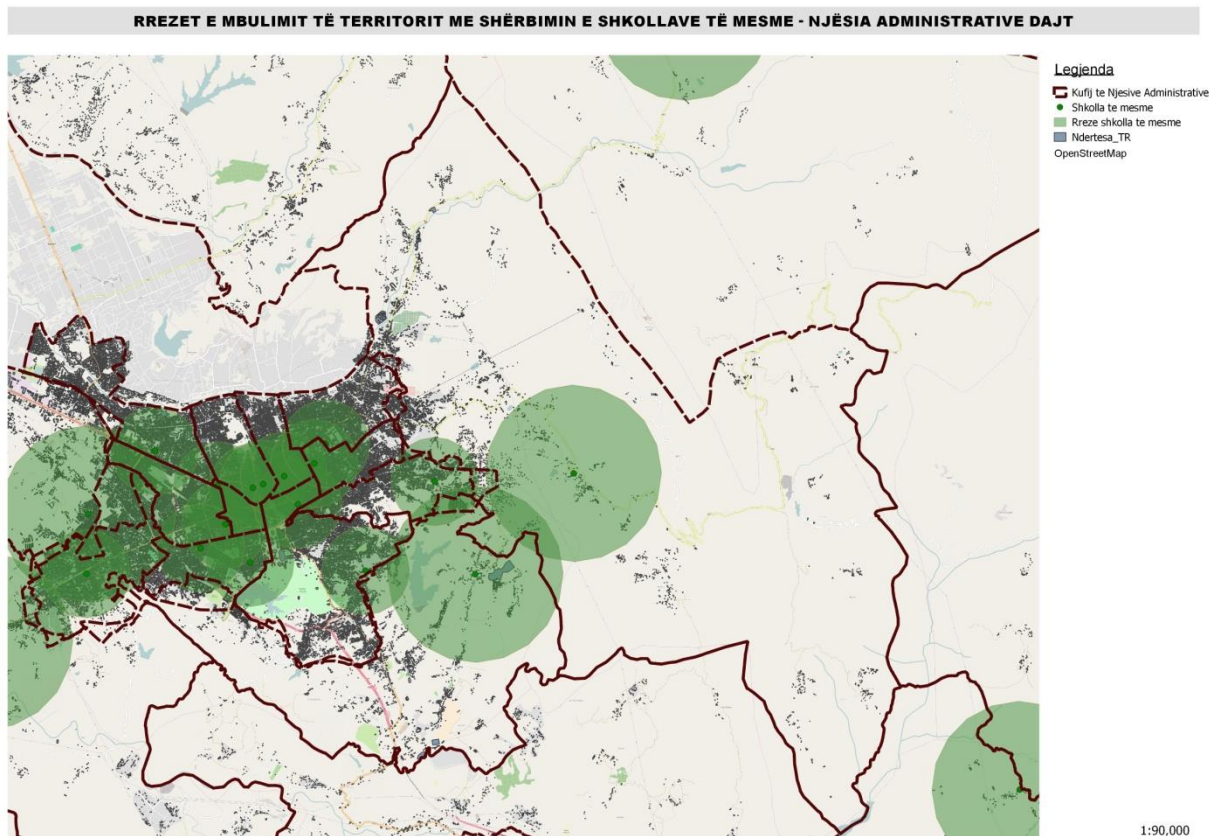 RREZET E MBULIMIT TË TERRITORIT ME SHËRBIMIN E SHKOLLAVE TË MESME - NJËSIA ADMINISTRATIVE DAJT
Legjenda
Kufij te Njesive Administrative
Shkolla te mesme
Rreze shkolla te mesme
Ndertesa_TR
OpenStreetMap
1:90,000